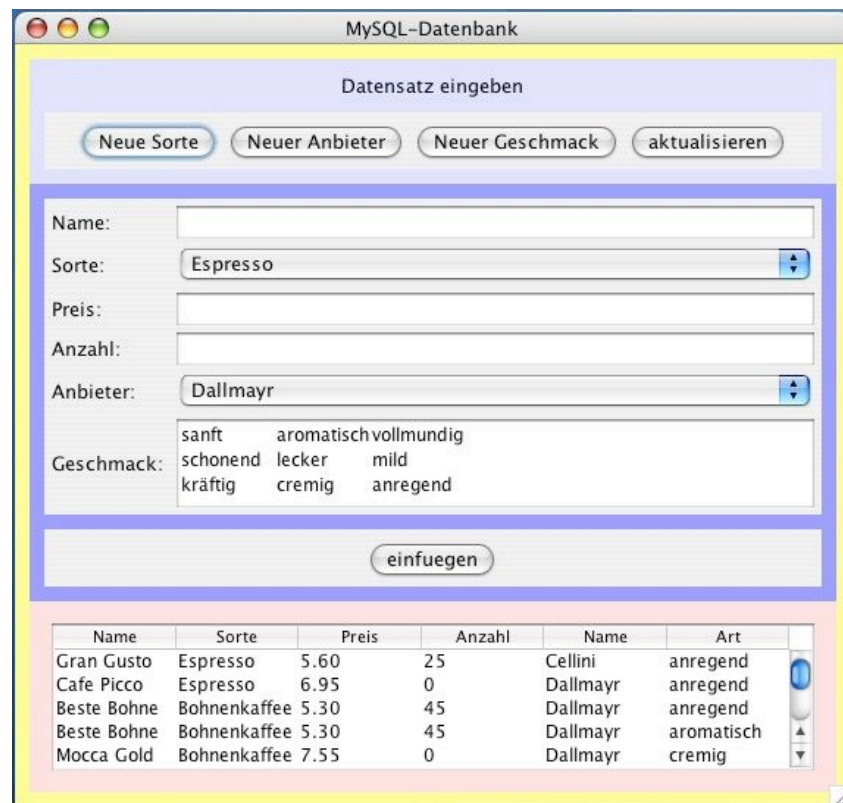 MySQL-Datenbank
Datensatz eingeben
Neue Sorte Neuer Anbieter Neuer Geschmack aktualisieren
Name:
Sorte: Espresso
Preis:
Anzahl:
Anbieter: Dallmayr
Geschmack:
sanft aromatisch vollmundig
schonend lecker mild
kräftig cremig anregend
einfuegen
Name Sorte Preis Anzahl Name Art
Gran Gusto Espresso 5.60 25 Cellini anregend
Cafe Picco Espresso 6.95 0 Dallmayr anregend
Beste Bohne Bohnenkaffee 5.30 45 Dallmayr anregend
Beste Bohne Bohnenkaffee 5.30 45 Dallmayr aromatisch
Mocca Gold Bohnenkaffee 7.55 0 Dallmayr cremig